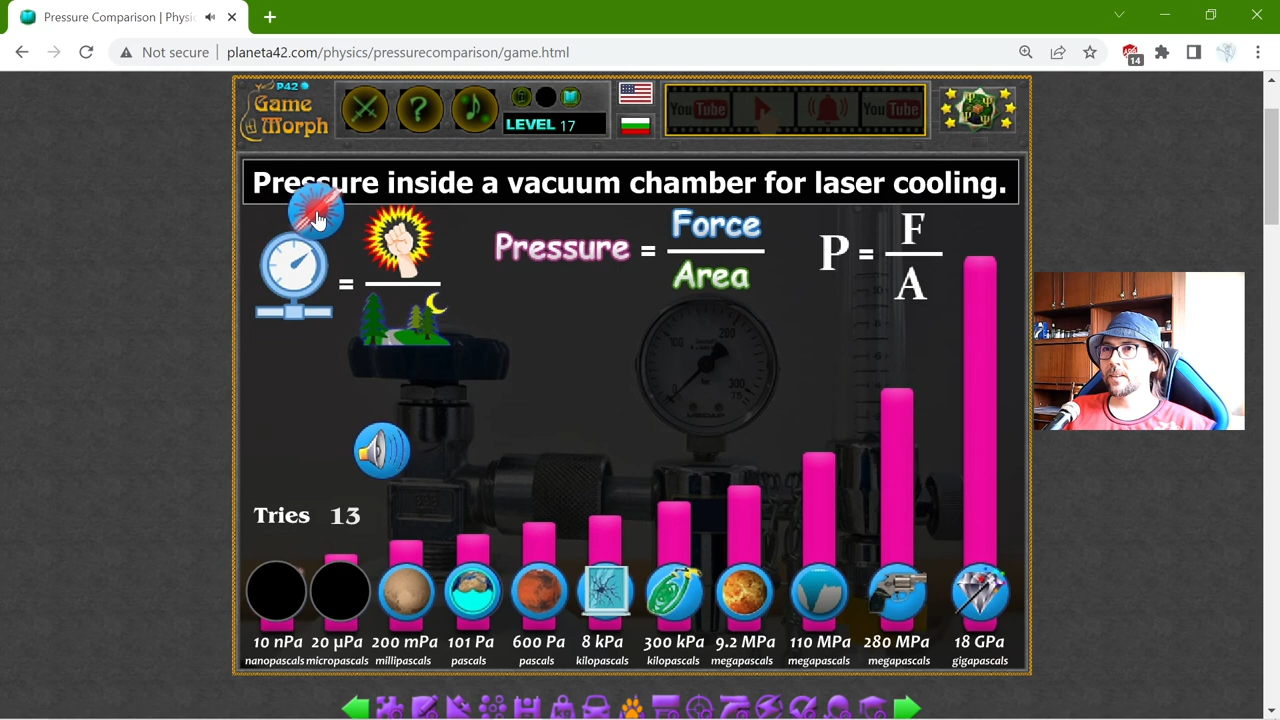 Pressure Comparison | Physi
Not secure
planeta42.com/physics/pressurecomparison/game.html
14
P42
Game
Morph
LEVEL 17
YouTube
YouTube
Pressure inside a vacuum chamber for laser cooling.
=
Pressure = Force
Area
P = F
A
Tries 13
10 nPa 20 µPa 200 mPa 101 Pa 600 Pa 8 kPa 300 kPa 9.2 MPa 110 MPa 280 MPa 18 GPa
nanopascals micropascals millipascals pascals pascals kilopascals kilopascals megapascals megapascals megapascals gigapascals